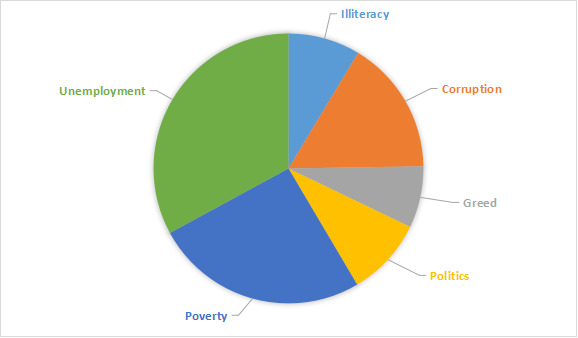 Illiteracy
Unemployment
Corruption
Greed
Politics
Poverty